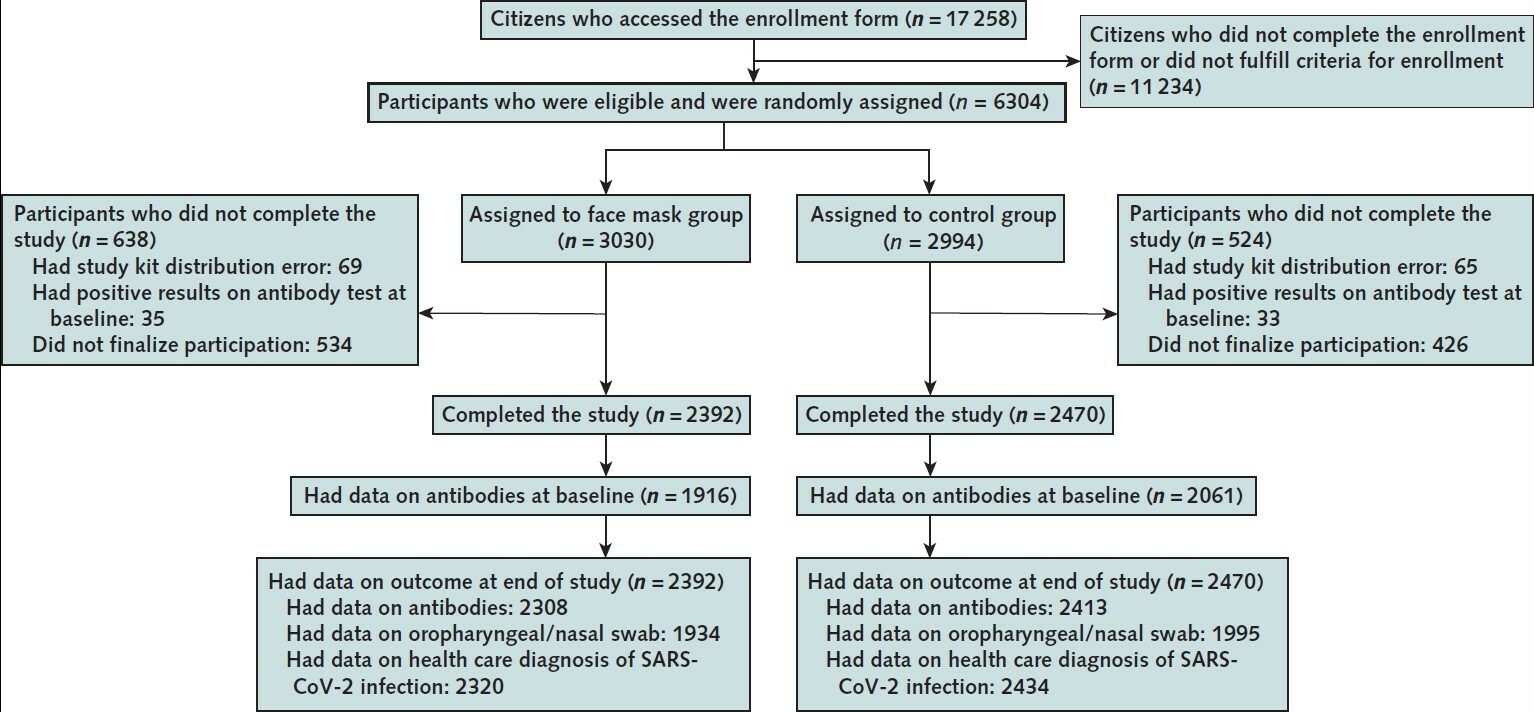 Citizens who accessed the enrollment form (n = 17 258)
Citizens who did not complete the enrollment
form or did not fulfill criteria for enrollment
(n = 11 234)
Participants who were eligible and were randomly assigned (n = 6304)
Participants who did not complete the
study (n = 638)
Had study kit distribution error: 69
Had positive results on antibody test at
baseline: 35
Did not finalize participation: 534
Assigned to face mask group
(n = 3030)
Assigned to control group
(n = 2994)
Participants who did not complete the
study (n = 524)
Had study kit distribution error: 65
Had positive results on antibody test at
baseline: 33
Did not finalize participation: 426
Completed the study (n = 2392)
Completed the study (n = 2470)
Had data on antibodies at baseline (n = 1916)
Had data on antibodies at baseline (n = 2061)
Had data on outcome at end of study (n = 2392)
Had data on antibodies: 2308
Had data on oropharyngeal/nasal swab: 1934
Had data on health care diagnosis of SARS-
CoV-2 infection: 2320
Had data on outcome at end of study (n = 2470)
Had data on antibodies: 2413
Had data on oropharyngeal/nasal swab: 1995
Had data on health care diagnosis of SARS-
CoV-2 infection: 2434